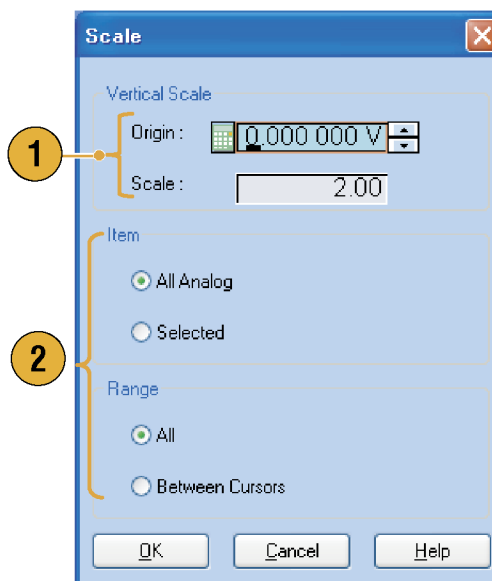 Scale
Vertical Scale
Origin :
0.000 000 V
1
Scale :
2.00
Item
All Analog
Selected
2
Range
All
Between Cursors
OK
Cancel
Help